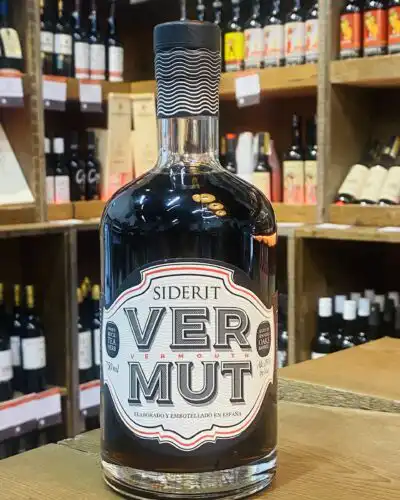 SIDERIT
VER
VERMOUTH
MUT
ELABORADO Y EMBOTELLADO EN ESPAÑA